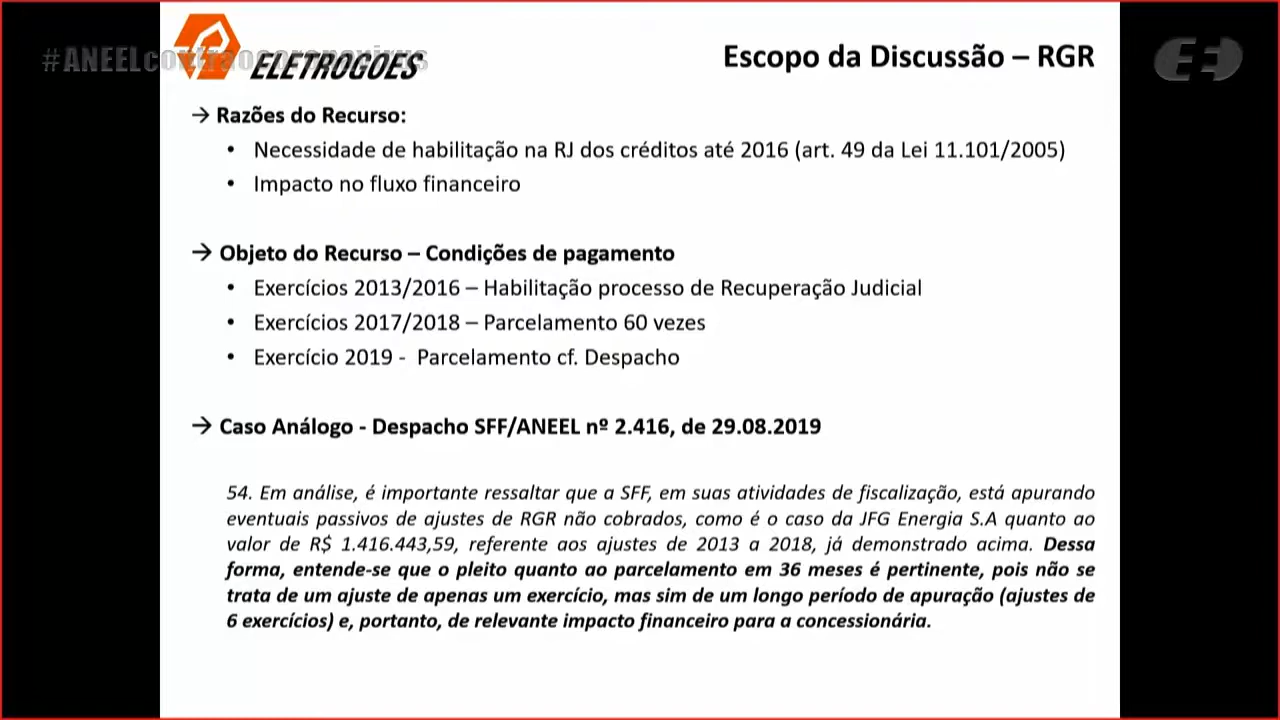 #ANEELcontraocoronavirus
ELETROGOES
Escopo da Discussão – RGR
→ Razões do Recurso:
• Necessidade de habilitação na RJ dos créditos até 2016 (art. 49 da Lei 11.101/2005)
• Impacto no fluxo financeiro
→ Objeto do Recurso – Condições de pagamento
• Exercícios 2013/2016 – Habilitação processo de Recuperação Judicial
• Exercícios 2017/2018 – Parcelamento 60 vezes
• Exercício 2019 - Parcelamento cf. Despacho
→ Caso Análogo - Despacho SFF/ANEEL nº 2.416, de 29.08.2019
54. Em análise, é importante ressaltar que a SFF, em suas atividades de fiscalização, está apurando
eventuais passivos de ajustes de RGR não cobrados, como é o caso da JFG Energia S.A quanto ao
valor de R$ 1.416.443,59, referente aos ajustes de 2013 a 2018, já demonstrado acima. Dessa
forma, entende-se que o pleito quanto ao parcelamento em 36 meses é pertinente, pois não se
trata de um ajuste de apenas um exercício, mas sim de um longo período de apuração (ajustes de
6 exercícios) e, portanto, de relevante impacto financeiro para a concessionária.